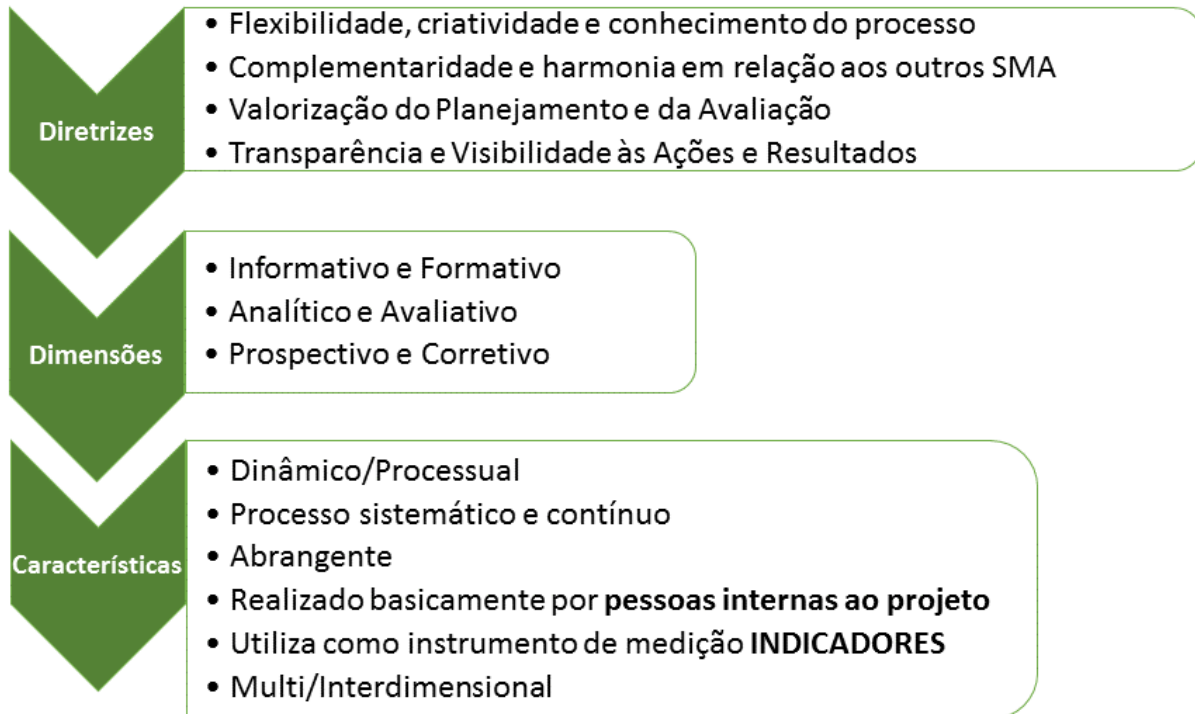 Diretrizes
• Flexibilidade, criatividade e conhecimento do processo
• Complementaridade e harmonia em relação aos outros SMA
• Valorização do Planejamento e da Avaliação
• Transparência e Visibilidade às Ações e Resultados
Dimensões
• Informativo e Formativo
• Analítico e Avaliativo
• Prospectivo e Corretivo
Características
• Dinâmico/Processual
• Processo sistemático e contínuo
• Abrangente
• Realizado basicamente por pessoas internas ao projeto
• Utiliza como instrumento de medição INDICADORES
• Multi/Interdimensional